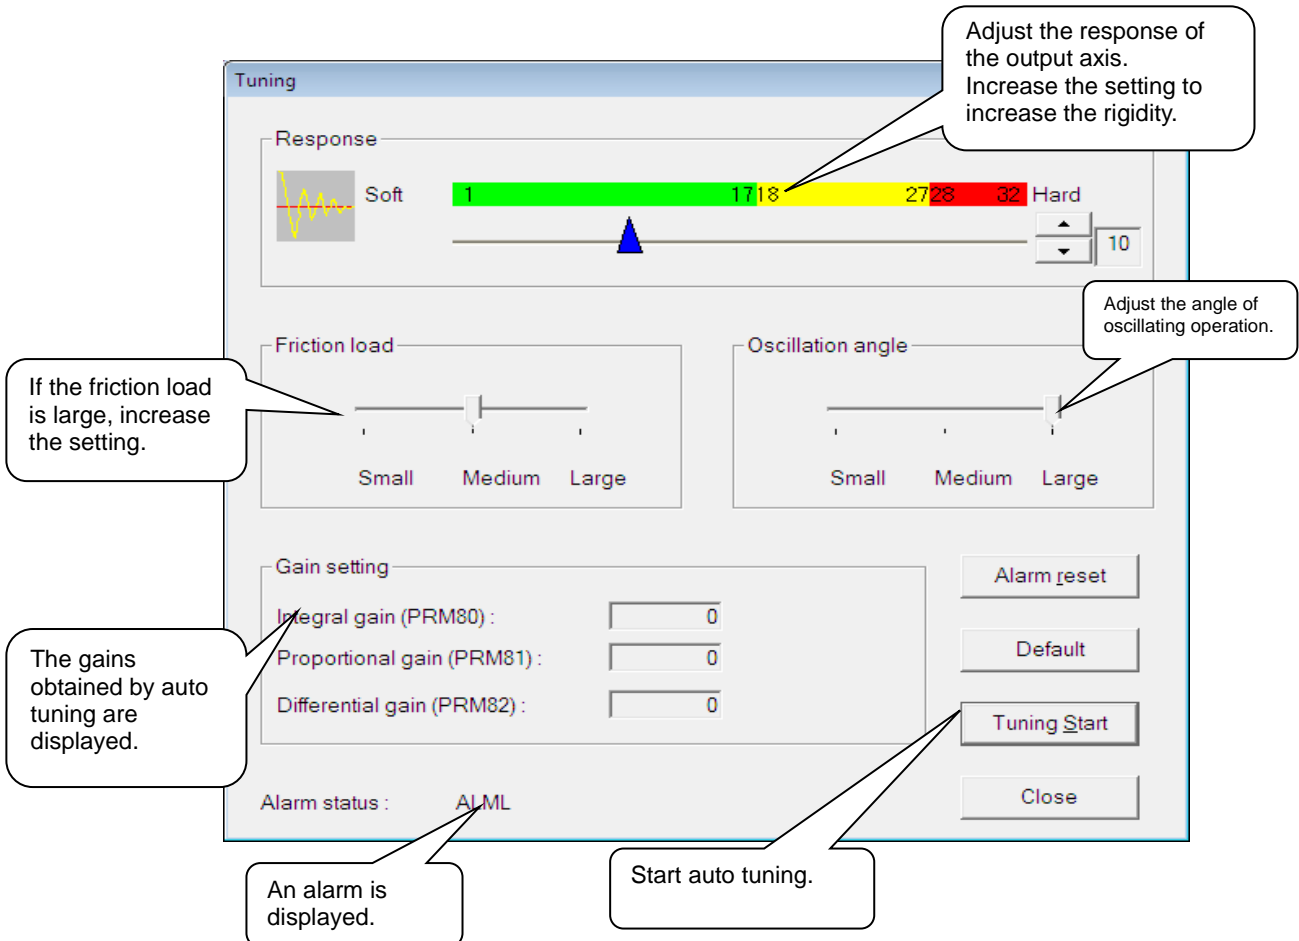 Adjust the response of
the output axis.
Increase the setting to
increase the rigidity.
Tuning
Response
Soft
1
17
18
27
28
32
Hard
10
Adjust the angle of
oscillating operation.
Friction load
Oscillation angle
If the friction load
is large, increase
the setting.
Small Medium Large
Small Medium Large
Gain setting
Alarm reset
Integral gain (PRM80) : 0
Proportional gain (PRM81) : 0
Default
Differential gain (PRM82) : 0
The gains
obtained by auto
tuning are
displayed.
Tuning Start
Alarm status : ALML
Close
An alarm is
displayed.
Start auto tuning.